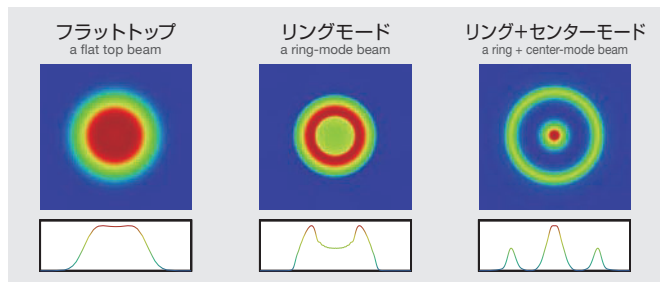 フラットトップ
a flat top beam
リングモード
a ring-mode beam
リング+センターモード
a ring + center-mode beam